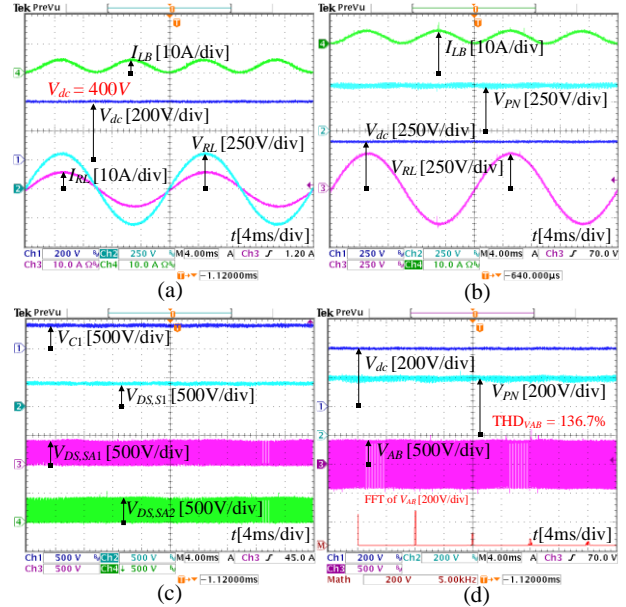 Tek PreVu
I_LB [10A/div]
V_dc = 400V
V_dc [200V/div]
V_RL [250V/div]
I_RL [10A/div]
t[4ms/div]
Ch1 200 V Ch2 250 V M 4.00ms A Ch3 1.20 A
Ch3 10.0 A Ω Ch4 10.0 A Ω
-1.12000ms
(a)
Tek PreVu
I_LB [10A/div]
V_PN [250V/div]
V_dc [250V/div]
V_RL [250V/div]
t[4ms/div]
Ch1 250 V Ch2 250 V M 4.00ms A Ch3 70.0 V
Ch3 250 V Ch4 10.0 A Ω
-640.000µs
(b)
Tek PreVu
V_C1 [500V/div]
V_DS,S1 [500V/div]
V_DS,SA1 [500V/div]
V_DS,SA2 [500V/div]
t[4ms/div]
Ch1 500 V Ch2 500 V M 4.00ms A Ch4 45.0 A
Ch3 500 V Ch4 500 V
-1.12000ms
(c)
Tek PreVu
V_dc [200V/div]
V_PN [200V/div]
THD_VAB = 136.7%
V_AB [500V/div]
FFT of V_AB [200V/div]
t[4ms/div]
Ch1 200 V Ch2 200 V M 4.00ms A Ch3 70.0 V
Ch3 500 V
Math 200 V 5.00kHz
-1.12000ms
(d)